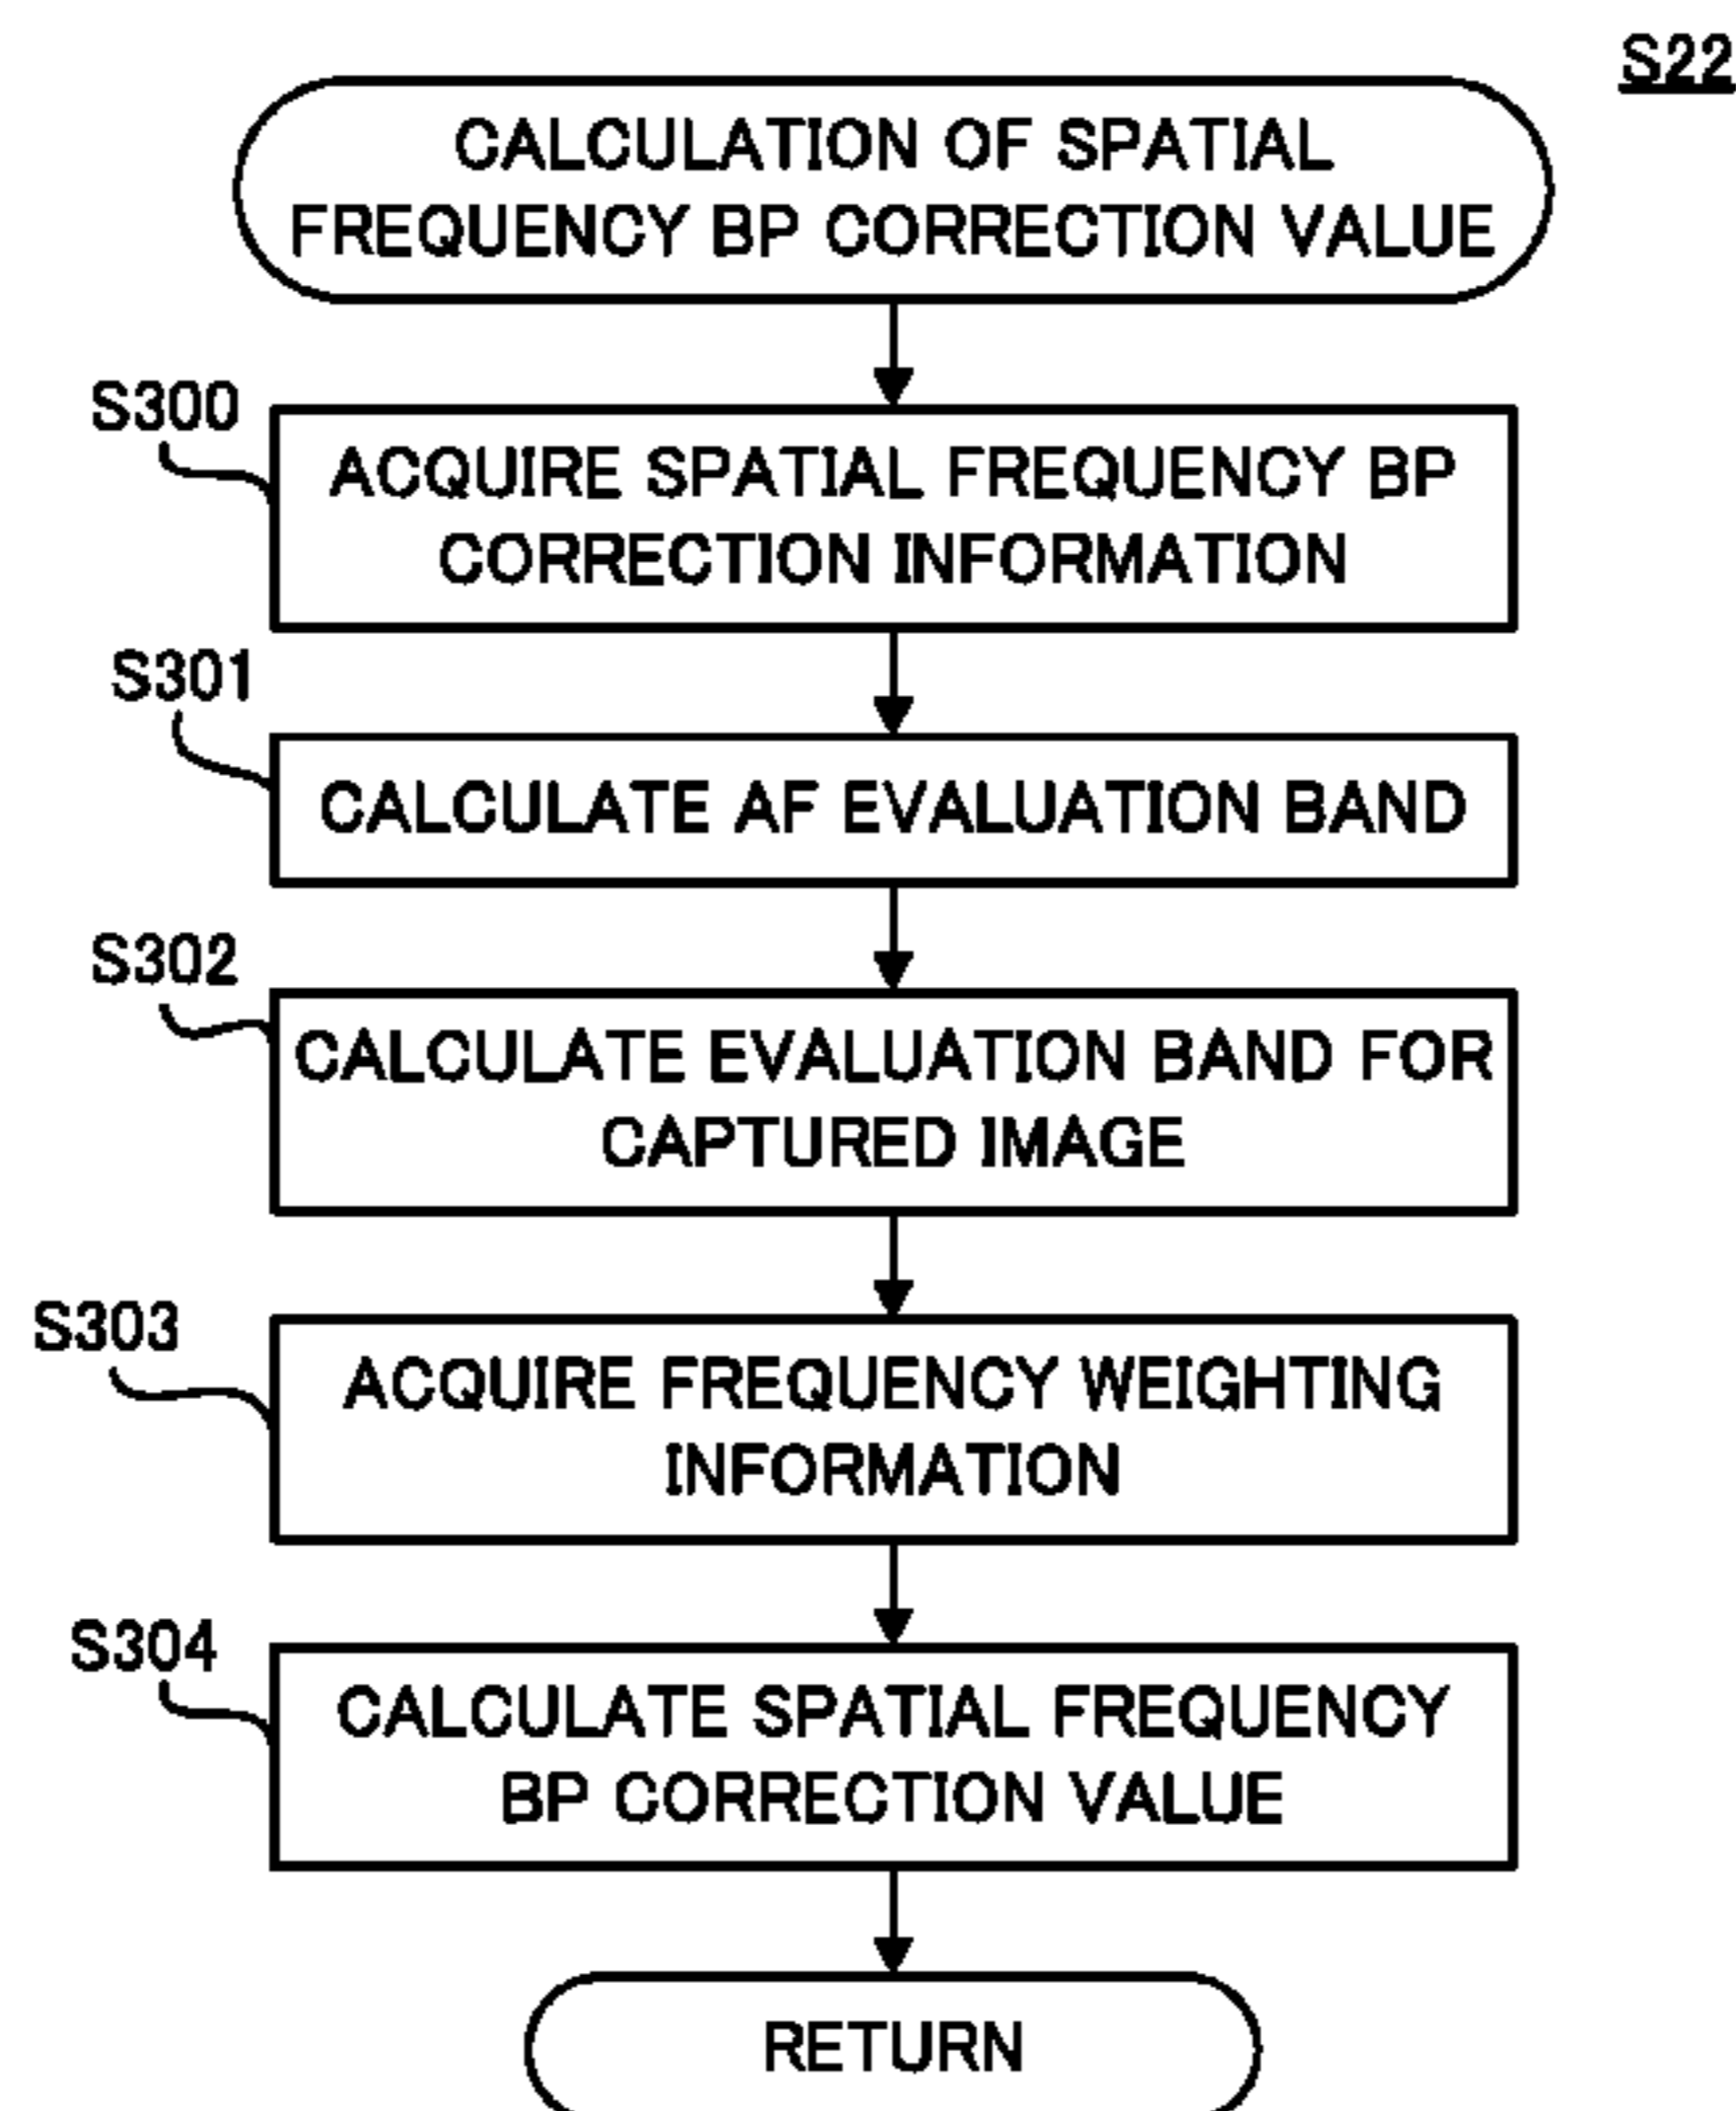 S22
CALCULATION OF SPATIAL
FREQUENCY BP CORRECTION VALUE
S300
ACQUIRE SPATIAL FREQUENCY BP
CORRECTION INFORMATION
S301
CALCULATE AF EVALUATION BAND
S302
CALCULATE EVALUATION BAND FOR
CAPTURED IMAGE
S303
ACQUIRE FREQUENCY WEIGHTING
INFORMATION
S304
CALCULATE SPATIAL FREQUENCY
BP CORRECTION VALUE
RETURN